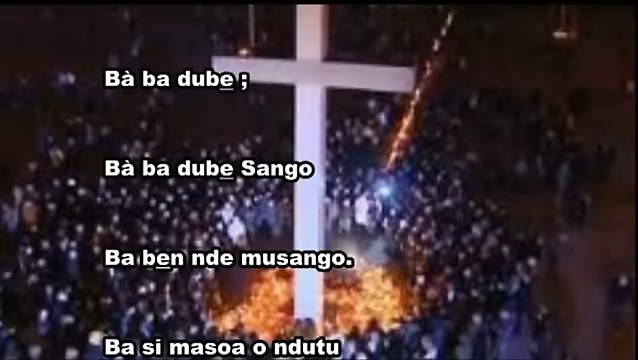 Bà ba dube̲ ;
Bà ba dube̲ Sango
Ba be̲n nde musango.
Ba si masoa o ndutu